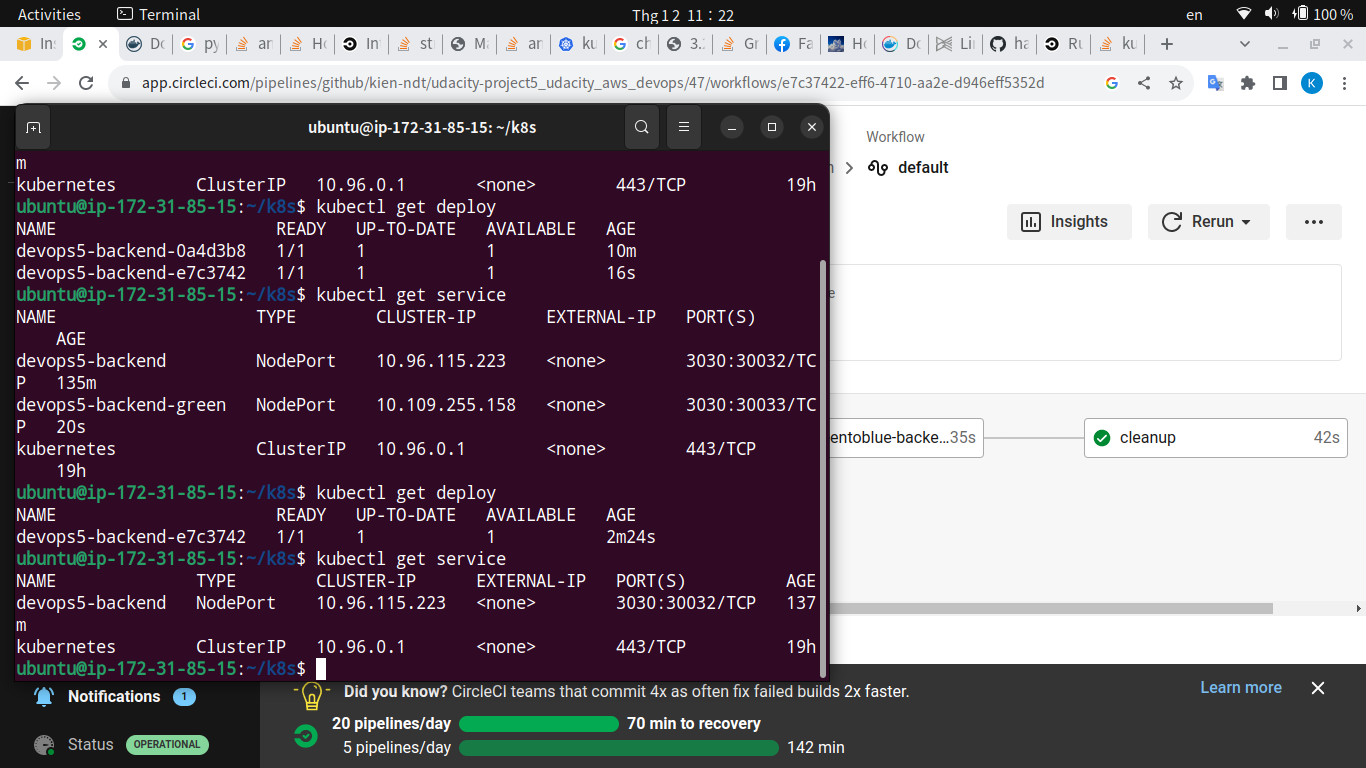 Activities Terminal Thg 1 2 11 : 22 en 100 %
Ins Do py ar Ho In st Ma ar ku ch 3.2 Gr Fa Ho Do Lin ha Ru ku
app.circleci.com/pipelines/github/kien-ndt/udacity-project5_udacity_aws_devops/47/workflows/e7c37422-eff6-4710-aa2e-d946eff5352d K
ubuntu@ip-172-31-85-15: ~/k8s
m
kubernetes ClusterIP 10.96.0.1 <none> 443/TCP 19h
ubuntu@ip-172-31-85-15:~/k8s$ kubectl get deploy
NAME READY UP-TO-DATE AVAILABLE AGE
devops5-backend-0a4d3b8 1/1 1 1 10m
devops5-backend-e7c3742 1/1 1 1 16s
ubuntu@ip-172-31-85-15:~/k8s$ kubectl get service
NAME TYPE CLUSTER-IP EXTERNAL-IP PORT(S)
AGE
devops5-backend NodePort 10.96.115.223 <none> 3030:30032/TC
P 135m
devops5-backend-green NodePort 10.109.255.158 <none> 3030:30033/TC
P 20s
kubernetes ClusterIP 10.96.0.1 <none> 443/TCP
19h
ubuntu@ip-172-31-85-15:~/k8s$ kubectl get deploy
NAME READY UP-TO-DATE AVAILABLE AGE
devops5-backend-e7c3742 1/1 1 1 2m24s
ubuntu@ip-172-31-85-15:~/k8s$ kubectl get service
NAME TYPE CLUSTER-IP EXTERNAL-IP PORT(S) AGE
devops5-backend NodePort 10.96.115.223 <none> 3030:30032/TCP 137
m
kubernetes ClusterIP 10.96.0.1 <none> 443/TCP 19h
ubuntu@ip-172-31-85-15:~/k8s$
Workflow
default
Insights Rerun
entoblue-backe... 35s cleanup 42s
Notifications 1
Status OPERATIONAL
Did you know? CircleCI teams that commit 4x as often fix failed builds 2x faster. Learn more
20 pipelines/day 70 min to recovery
5 pipelines/day 142 min